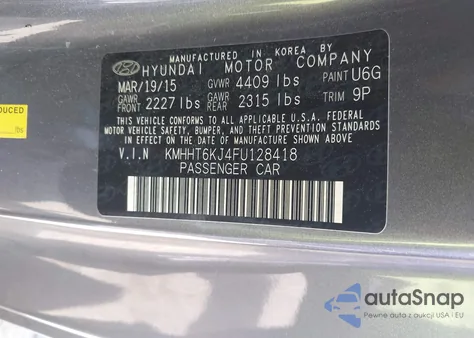 MANUFACTURED IN KOREA BY
HYUNDAI MOTOR COMPANY
MAR/19/15 GVWR 4409 lbs PAINT U6G
GAWR FRONT 2227 lbs GAWR REAR 2315 lbs TRIM 9P
THIS VEHICLE CONFORMS TO ALL APPLICABLE U.S. FEDERAL MOTOR VEHICLE
SAFETY, BUMPER, AND THEFT PREVENTION STANDARDS
IN EFFECT ON THE DATE OF MANUFACTURE SHOWN ABOVE.
V.I.N KMHHT6KJ4FU128418
PASSENGER CAR
DUCED
autoSnap
Pewne auta z okazji z USA i EU